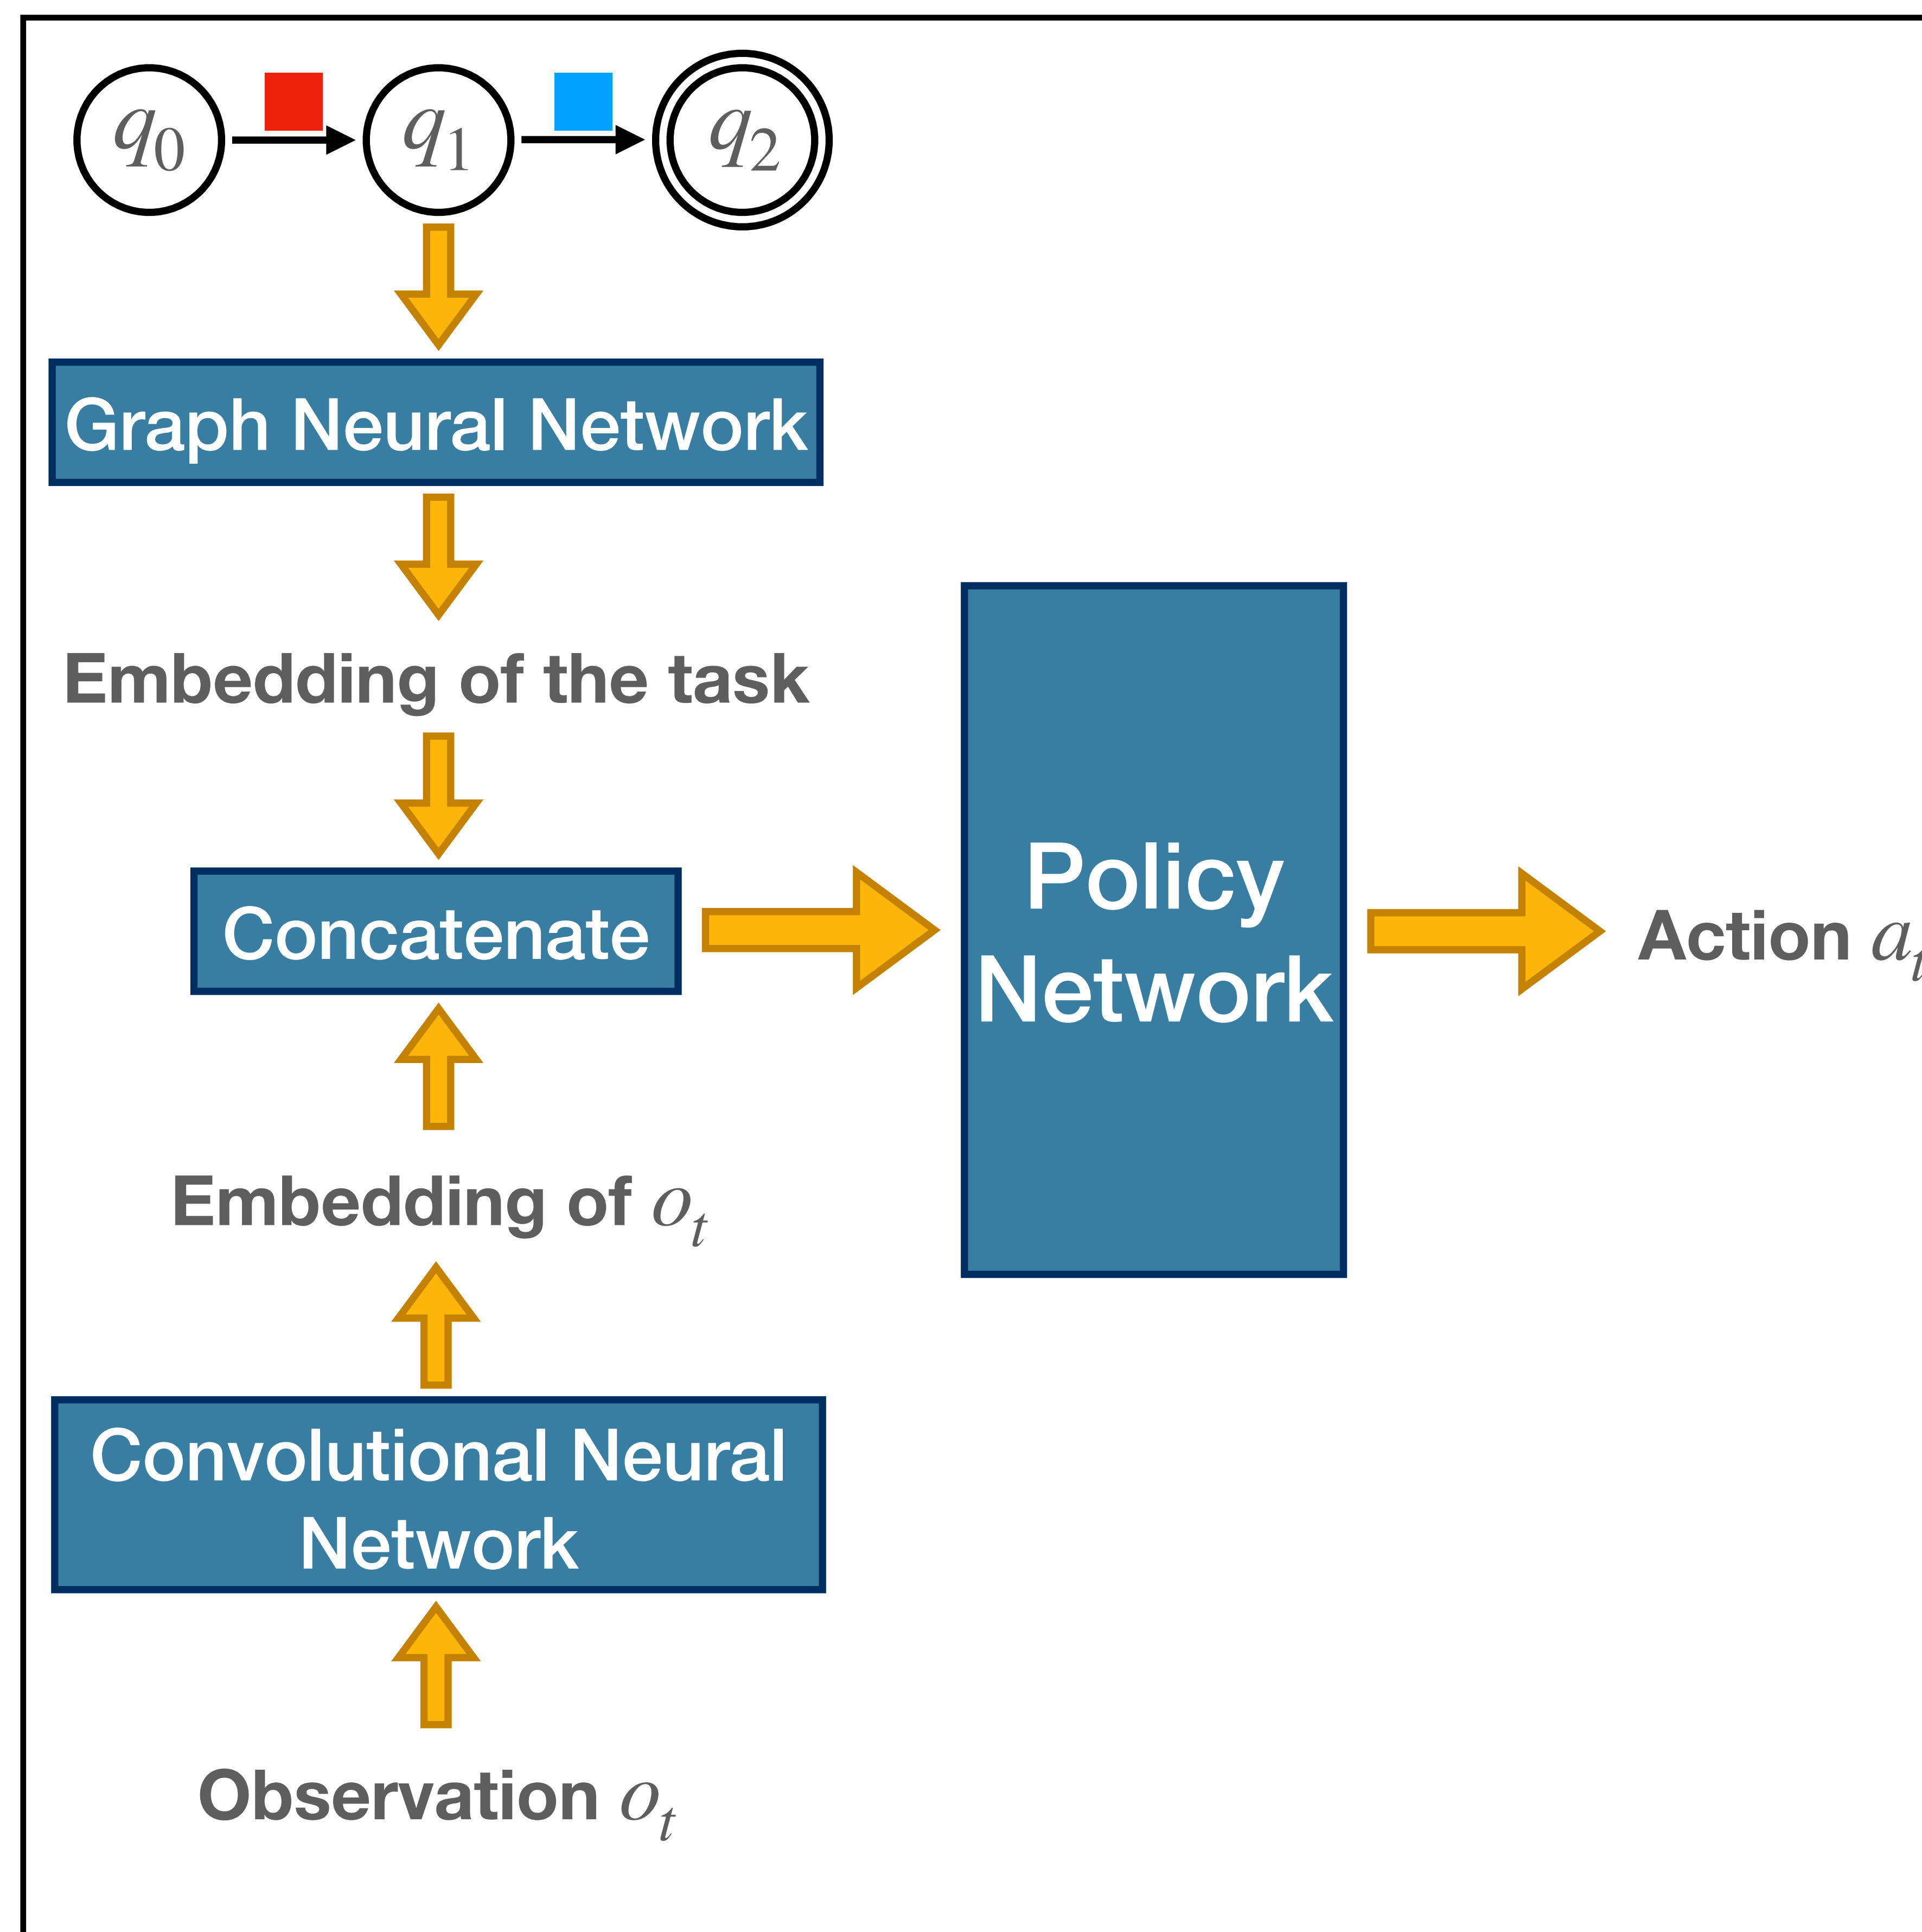 q0 q1 q2
Graph Neural Network
Embedding of the task
Concatenate
Policy
Network
Action at
Embedding of ot
Convolutional Neural
Network
Observation ot